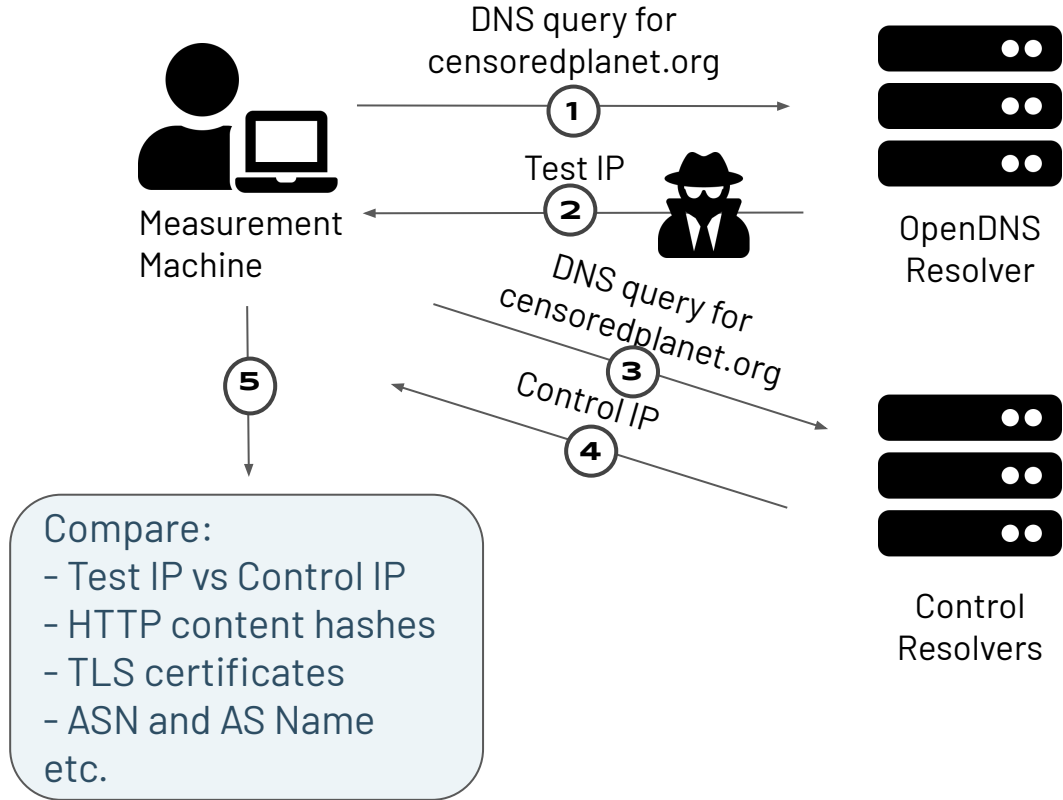 DNS query for
censoredplanet.org
1
Test IP
2
Measurement
Machine
OpenDNS
Resolver
DNS query for
censoredplanet.org
3
Control IP
4
5
Compare:
- Test IP vs Control IP
- HTTP content hashes
- TLS certificates
- ASN and AS Name
etc.
Control
Resolvers